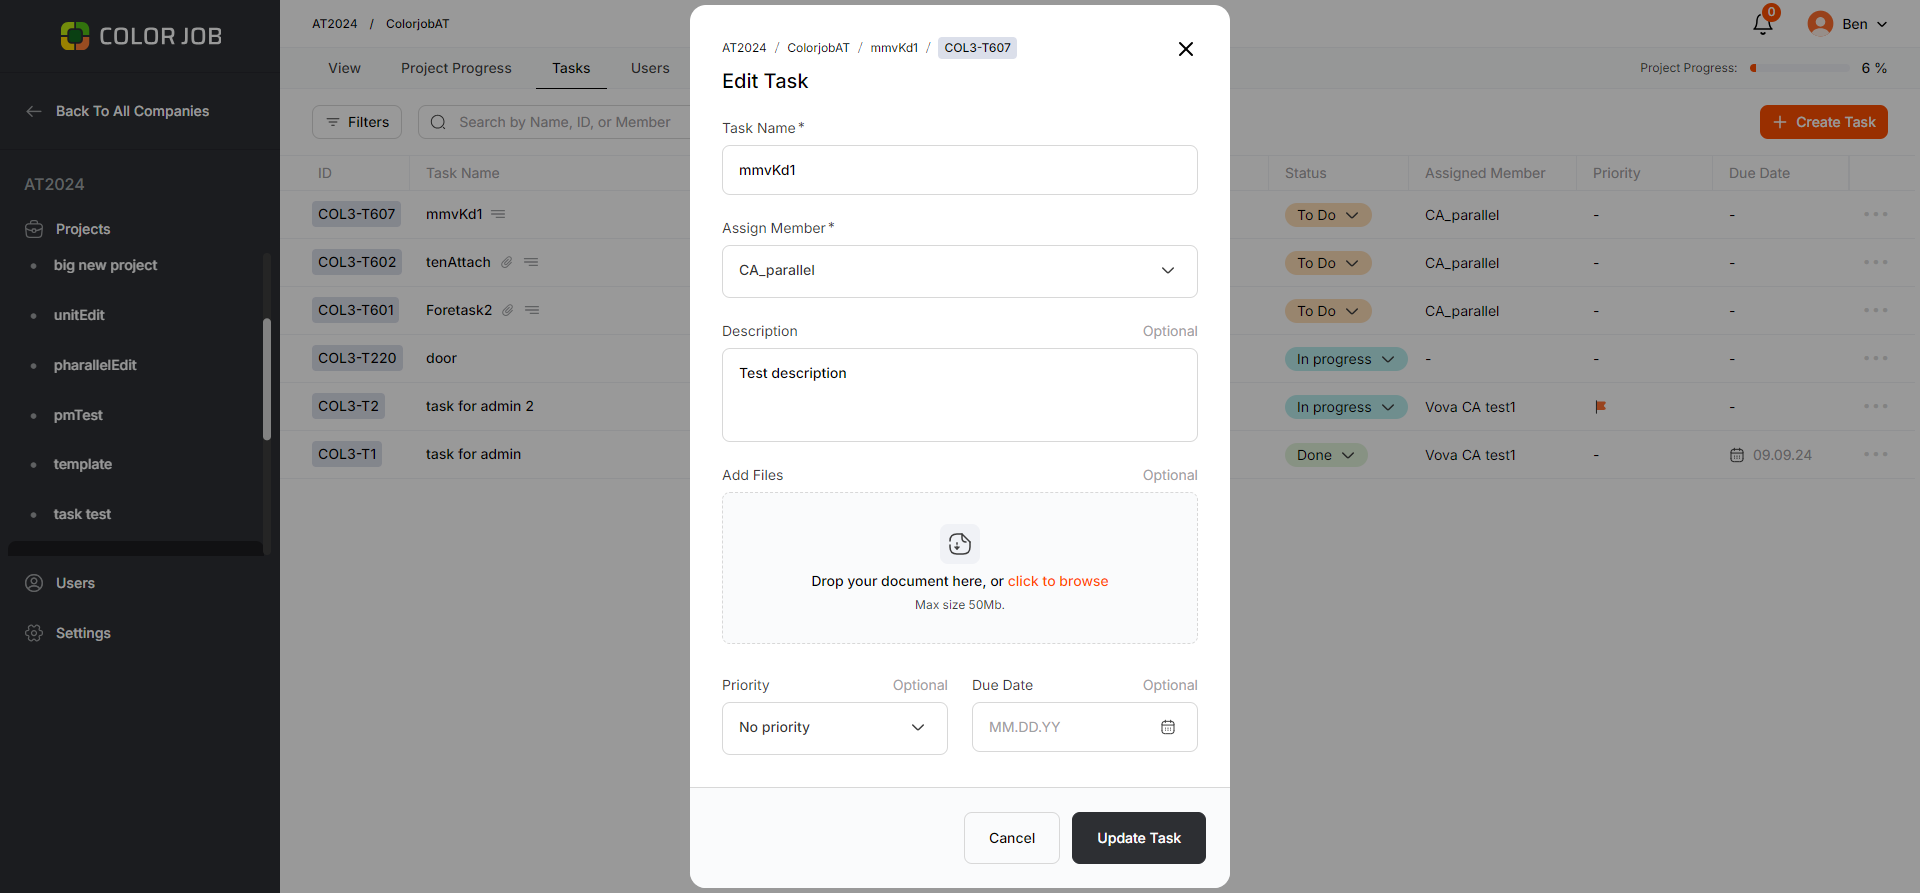 COLOR JOB
Back To All Companies
AT2024
Projects
big new project
unitEdit
pharallelEdit
pmTest
template
task test
Users
Settings
AT2024 / ColorjobAT
0
Ben
View Project Progress Tasks Users
Project Progress: 6 %
Filters
Search by Name, ID, or Member
Create Task
ID Task Name Status Assigned Member Priority Due Date
COL3-T607 mmvKd1 To Do CA_parallel - -
COL3-T602 tenAttach To Do CA_parallel - -
COL3-T601 Foretask2 To Do CA_parallel - -
COL3-T220 door In progress - - -
COL3-T2 task for admin 2 In progress Vova CA test1 -
COL3-T1 task for admin Done Vova CA test1 - 09.09.24
AT2024 / ColorjobAT / mmvKd1 / COL3-T607
Edit Task
Task Name*
mmvKd1
Assign Member*
CA_parallel
Description Optional
Test description
Add Files Optional
Drop your document here, or click to browse
Max size 50Mb.
Priority Optional Due Date Optional
No priority MM.DD.YY
Cancel Update Task